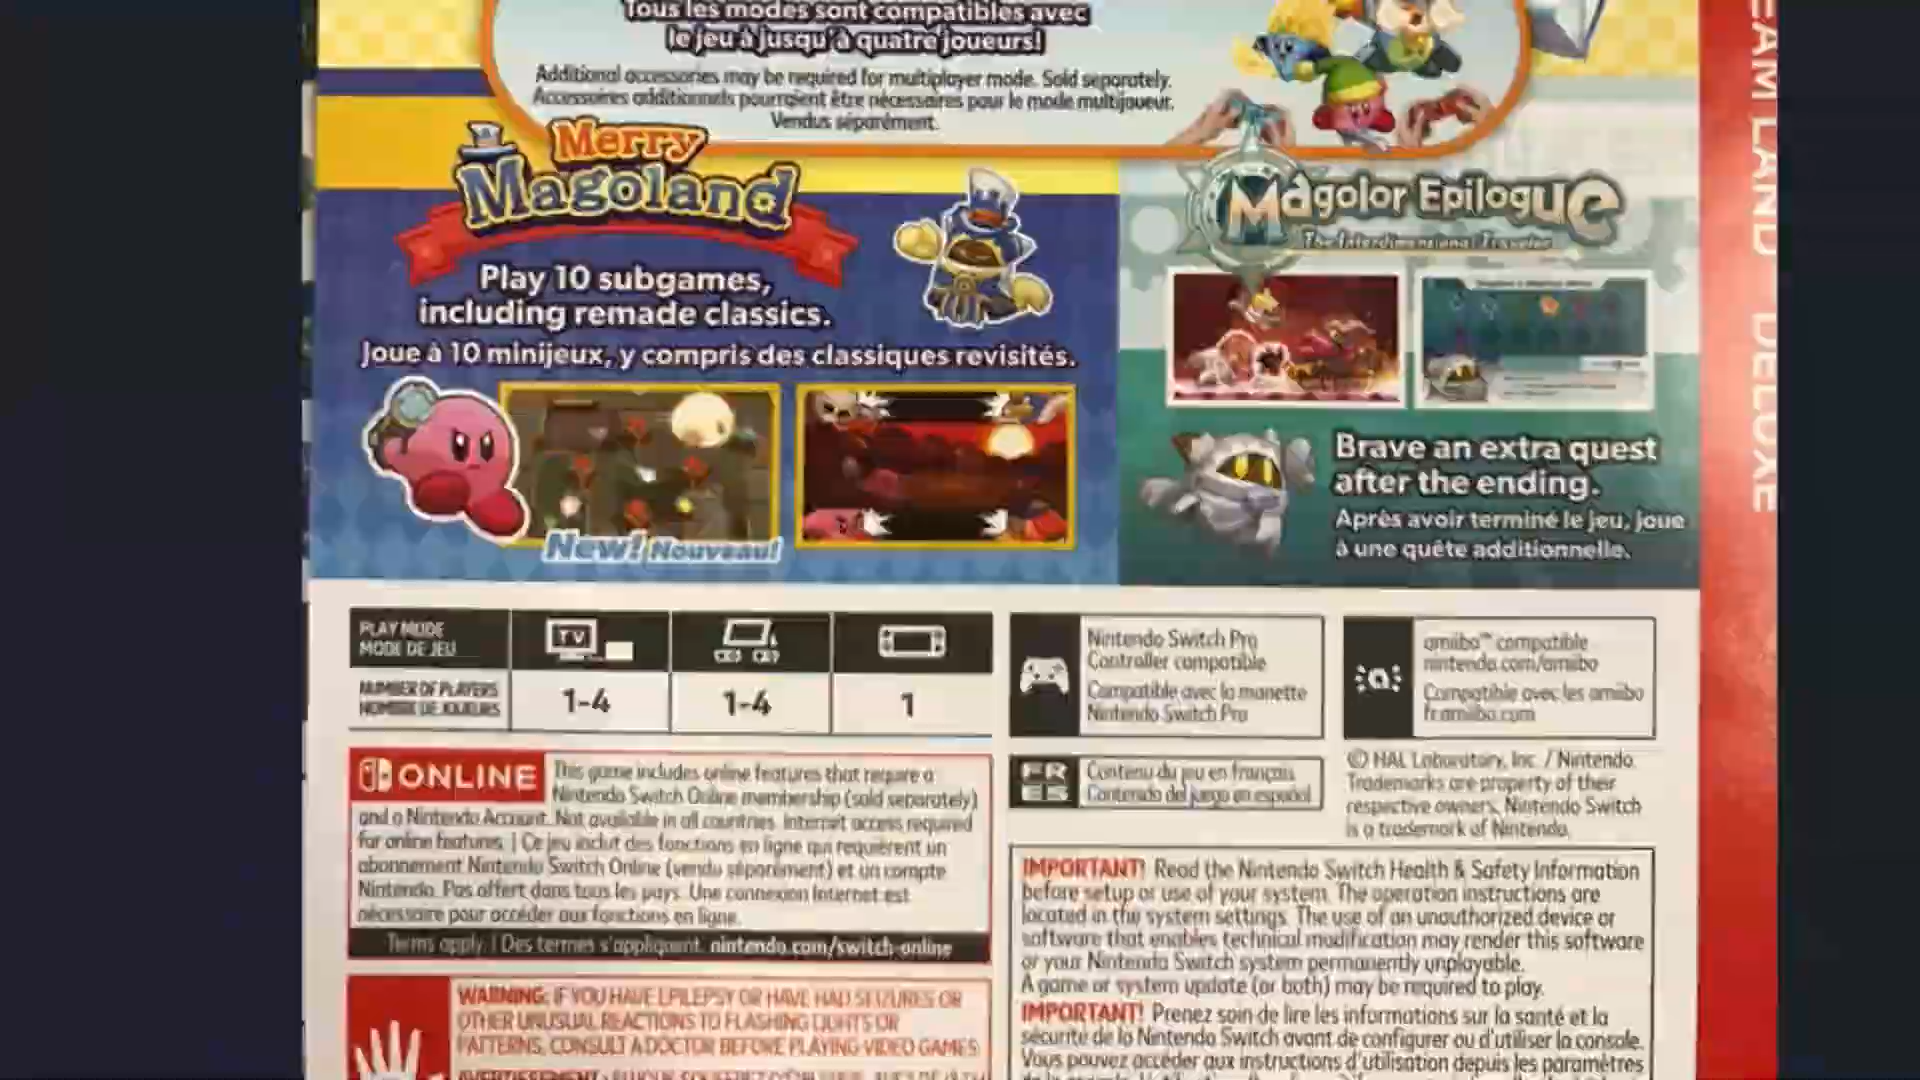 Tous les modes sont compatibles avec
le jeu à jusqu'à quatre joueurs!
Additional accessories may be required for multiplayer mode. Sold separately.
Accessoires additionnels pourraient être nécessaires pour le mode multijoueur.
Vendus séparément.
Merry
Magoland
Play 10 subgames,
including remade classics.
Joue à 10 minijeux, y compris des classiques revisités.
New! Nouveau!
Magolor Epilogue
The Interdimensional Traveler
Brave an extra quest
after the ending.
Après avoir terminé le jeu, joue
à une quête additionnelle.
EAM LAND DELUXE
PLAY MODE
MODE DE JEU
TV
NUMBER OF PLAYERS
NOMBRE DE JOUEURS
1-4
1-4
1
Nintendo Switch Pro
Controller compatible
Compatible avec la manette
Nintendo Switch Pro
amiibo™ compatible
nintendo.com/amiibo
Compatible avec les amiibo
fr.amiibo.com
ONLINE
This game includes online features that require a
Nintendo Switch Online membership (sold separately)
and a Nintendo Account. Not available in all countries. Internet access required
for online features. | Ce jeu inclut des fonctions en ligne qui requièrent un
abonnement Nintendo Switch Online (vendu séparément) et un compte
Nintendo. Pas offert dans tous les pays. Une connexion Internet est
nécessaire pour accéder aux fonctions en ligne.
Terms apply. | Des termes s'appliquent. nintendo.com/switch-online
FR
ES
Contenu du jeu en français
Contenido del juego en español
© HAL Laboratory, Inc. / Nintendo.
Trademarks are property of their
respective owners. Nintendo Switch
is a trademark of Nintendo.
IMPORTANT! Read the Nintendo Switch Health & Safety Information
before setup or use of your system. The operation instructions are
located in the system settings. The use of an unauthorized device or
software that enables technical modification may render this software
or your Nintendo Switch system permanently unplayable.
A game or system update (or both) may be required to play.
IMPORTANT! Prenez soin de lire les informations sur la santé et la
sécurité de la Nintendo Switch avant de configurer ou d'utiliser la console.
Vous pouvez accéder aux instructions d'utilisation depuis les paramètres
WARNING: IF YOU HAVE EPILEPSY OR HAVE HAD SEIZURES OR
OTHER UNUSUAL REACTIONS TO FLASHING LIGHTS OR
PATTERNS, CONSULT A DOCTOR BEFORE PLAYING VIDEO GAMES.